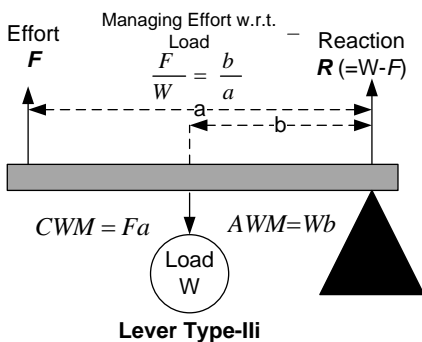 Managing Effort w.r.t.
Load
Effort
F
F/W = b/a
Reaction
R (=W-F)
a
b
CWM = Fa
AWM=Wb
Load
W
Lever Type-IIi